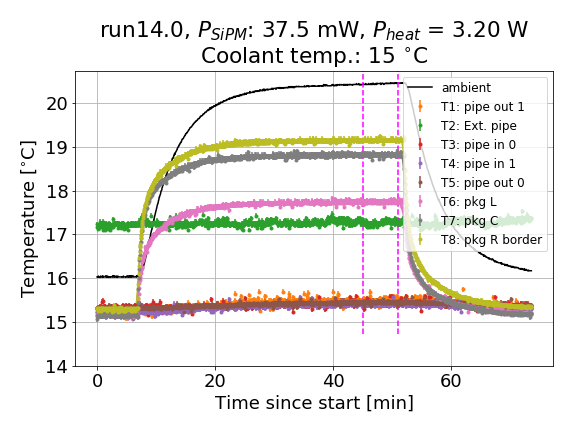 run14.0, P_SiPM: 37.5 mW, P_heat = 3.20 W
Coolant temp.: 15 °C
Temperature [°C]
20
19
18
17
16
15
14
ambient
T1: pipe out 1
T2: Ext. pipe
T3: pipe in 0
T4: pipe in 1
T5: pipe out 0
T6: pkg L
T7: pkg C
T8: pkg R border
0 20 40 60
Time since start [min]